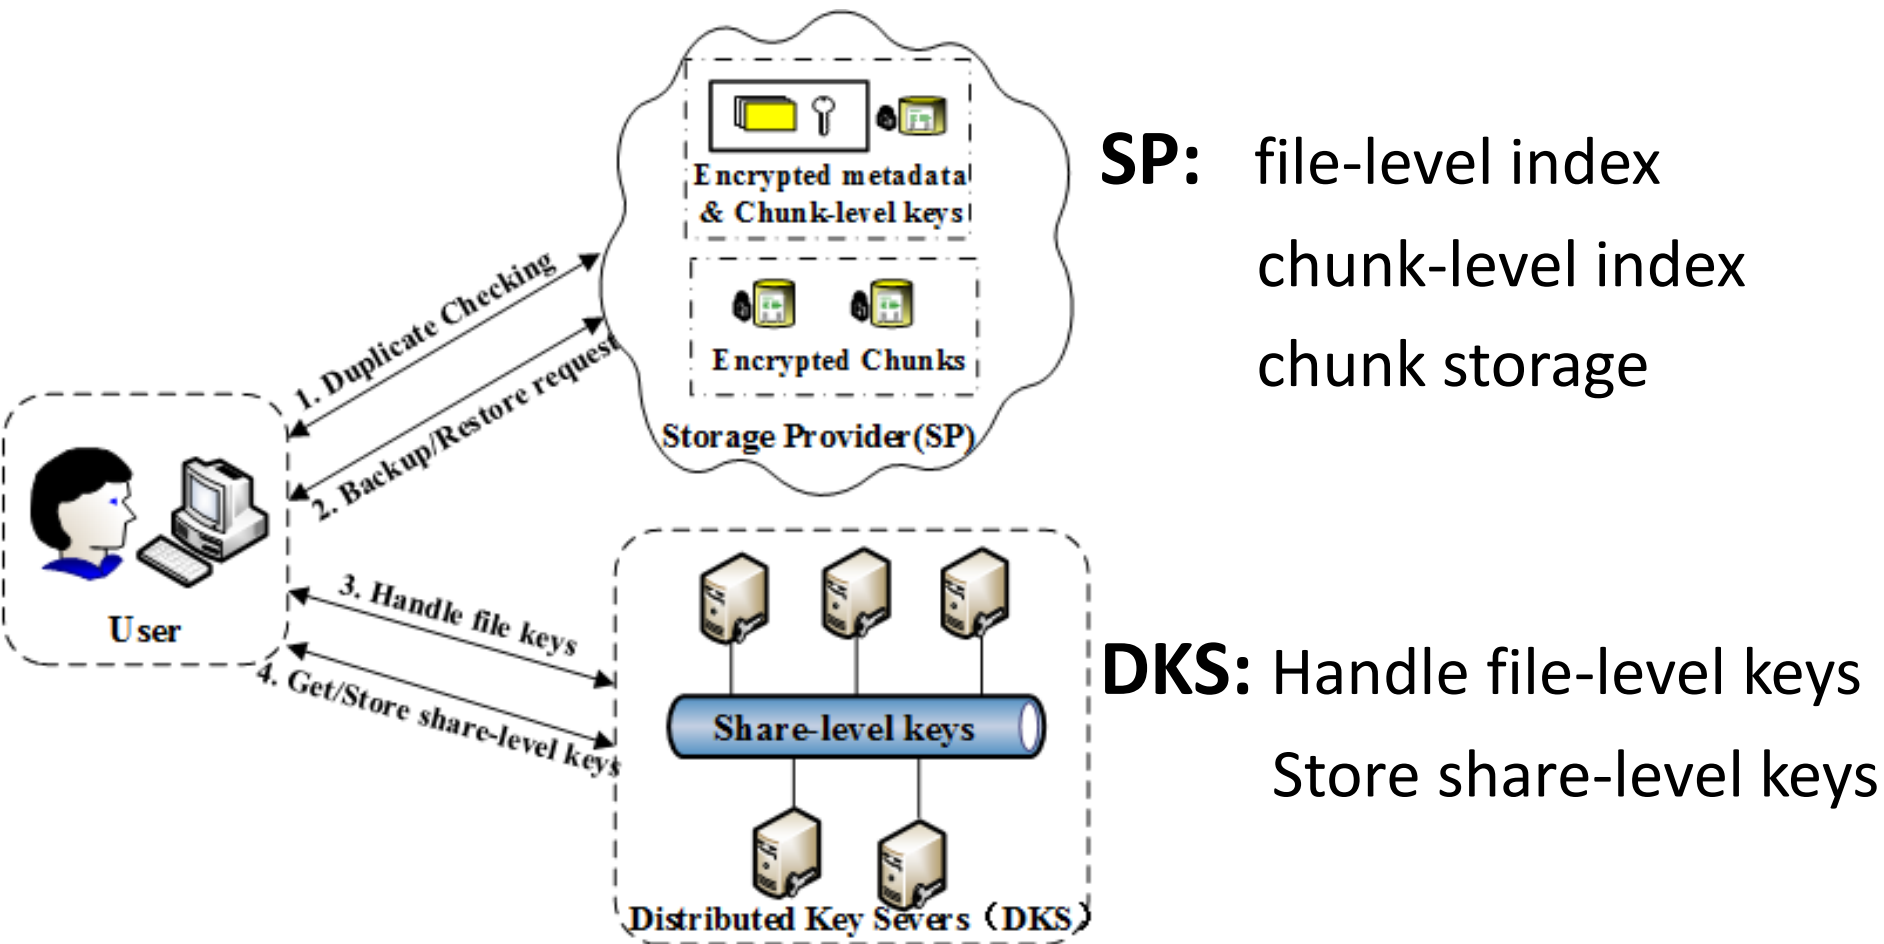 Encrypted metadata
& Chunk-level keys
Encrypted Chunks
Storage Provider(SP)
1. Duplicate Checking
2. Backup/Restore request
User
3. Handle file keys
4. Get/Store share-level keys
Share-level keys
Distributed Key Severs（DKS）
SP: file-level index
chunk-level index
chunk storage
DKS: Handle file-level keys
Store share-level keys